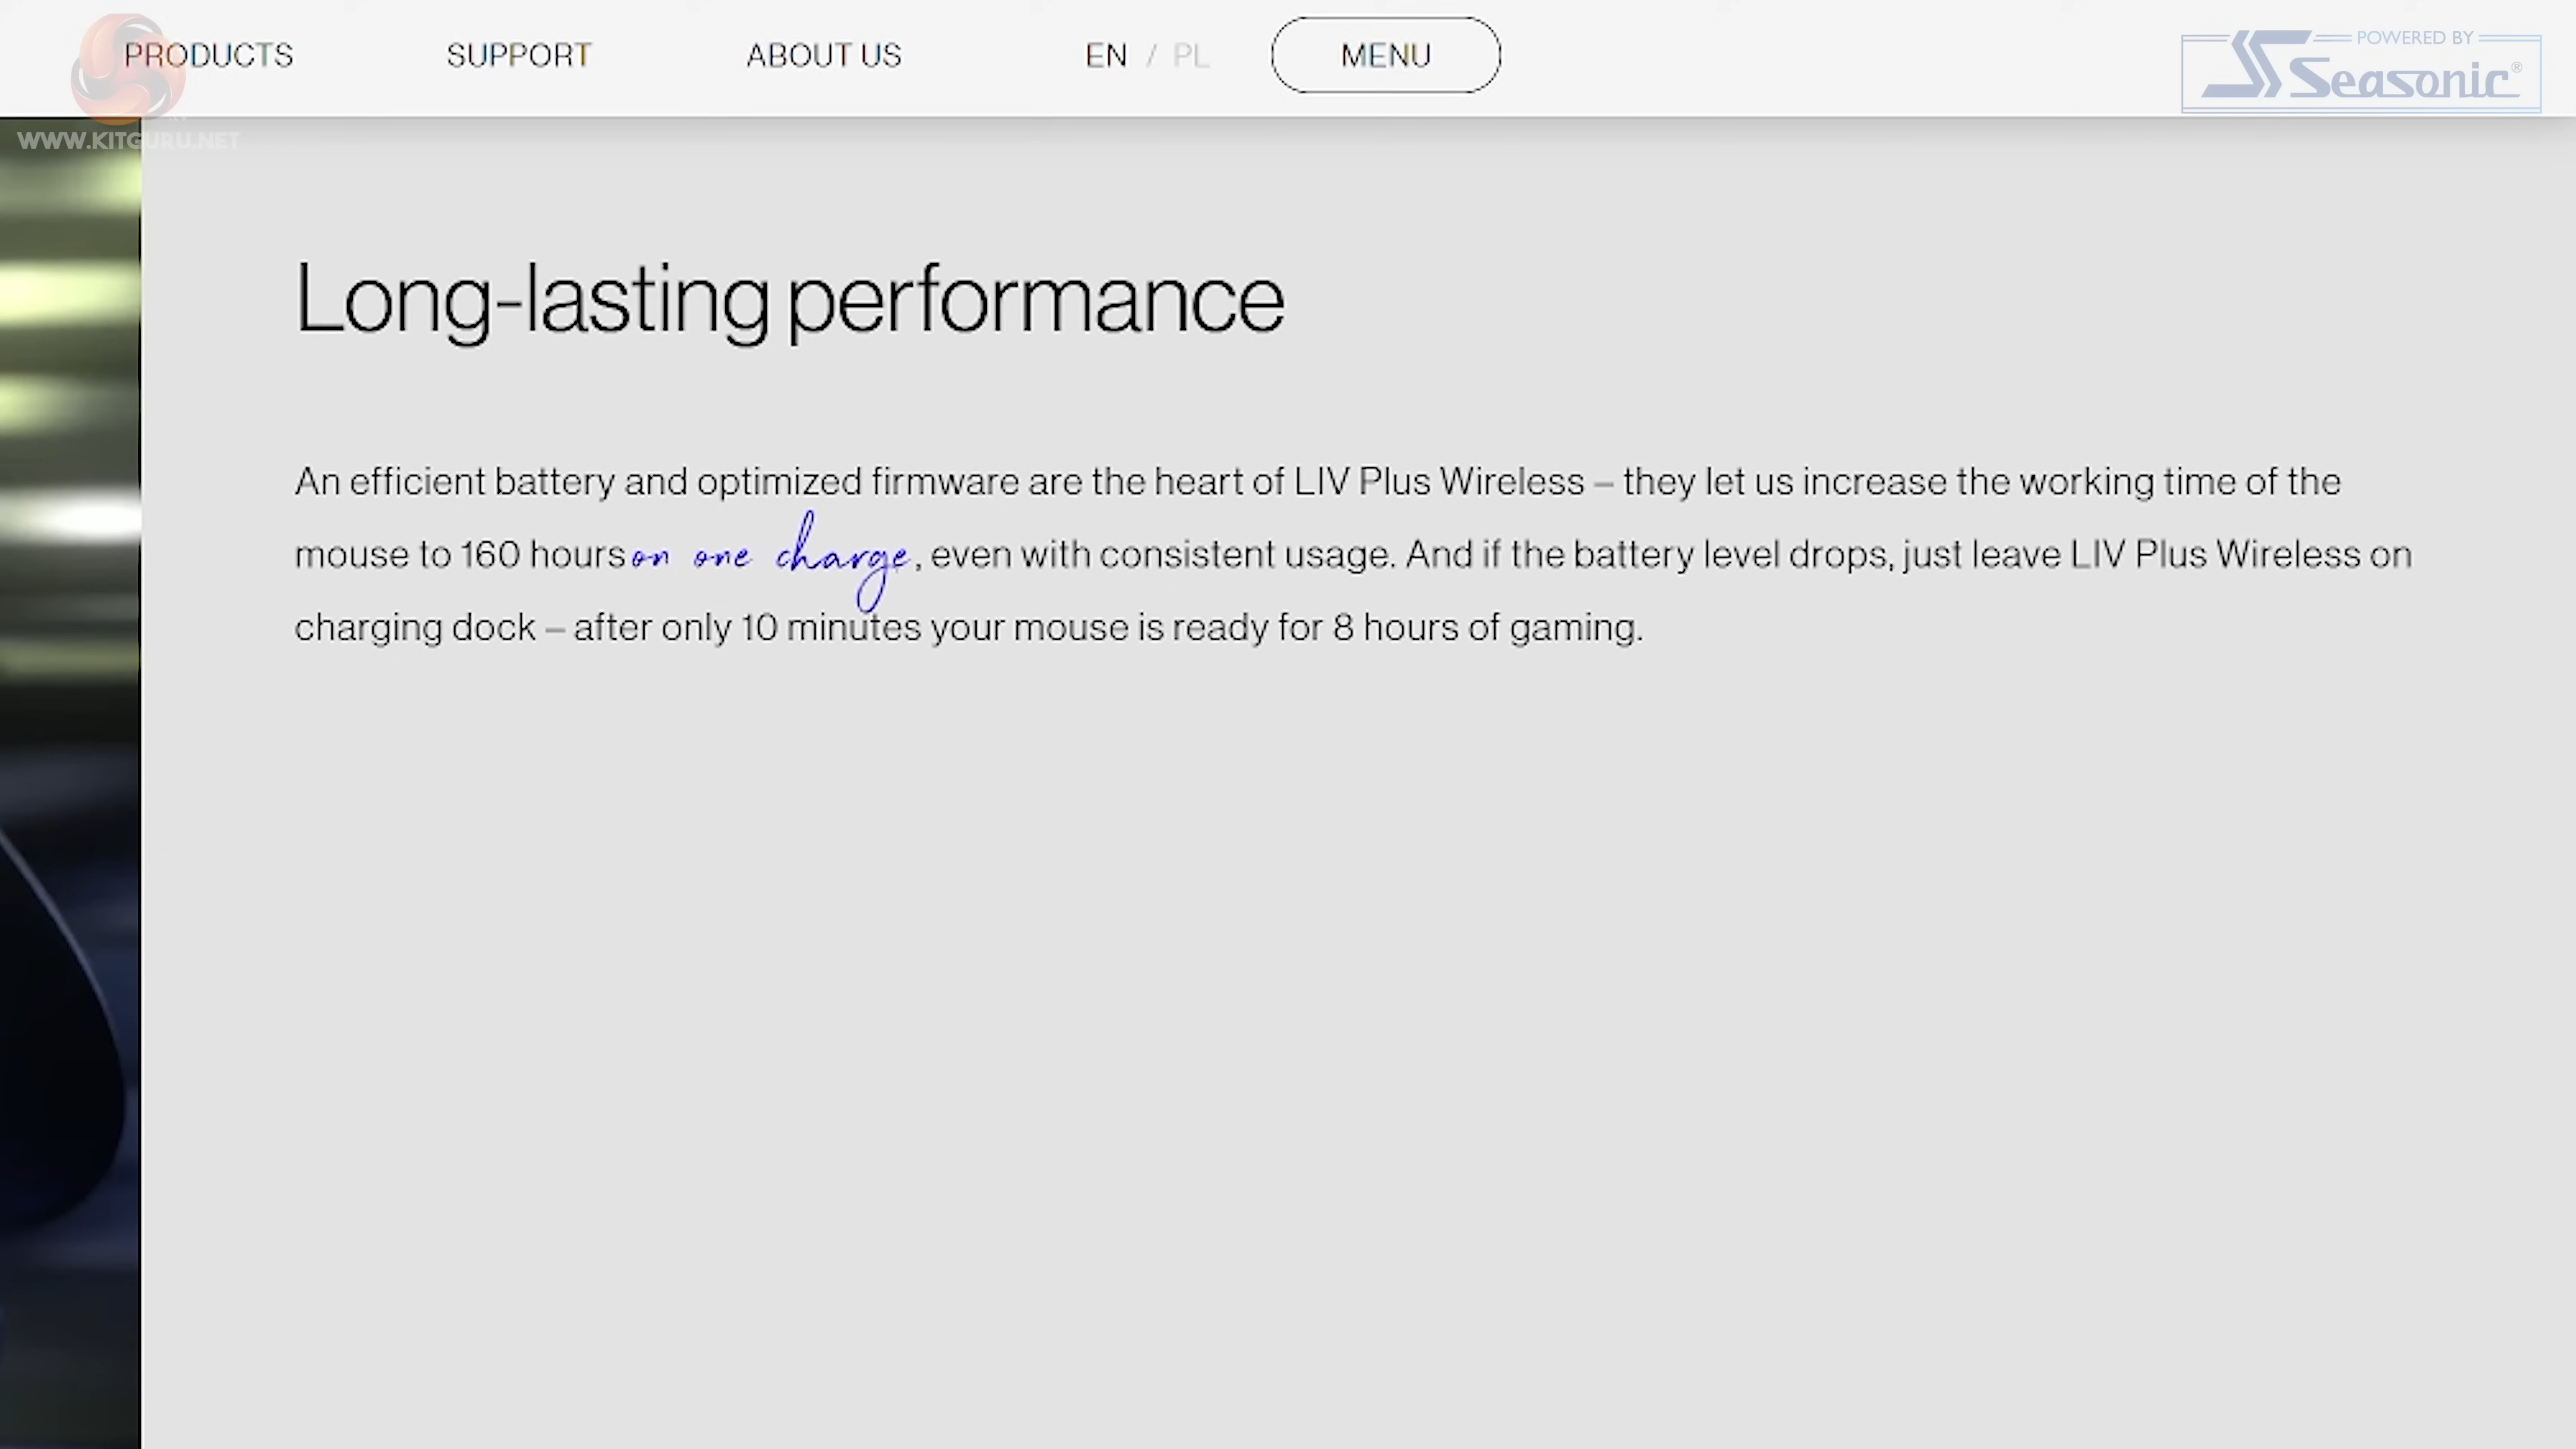 PRODUCTS SUPPORT ABOUT US EN / PL MENU
POWERED BY
Seasonic®
WWW.KITGURU.NET
Long-lasting performance
An efficient battery and optimized firmware are the heart of LIV Plus Wireless – they let us increase the working time of the
mouse to 160 hours on one charge, even with consistent usage. And if the battery level drops, just leave LIV Plus Wireless on
charging dock – after only 10 minutes your mouse is ready for 8 hours of gaming.